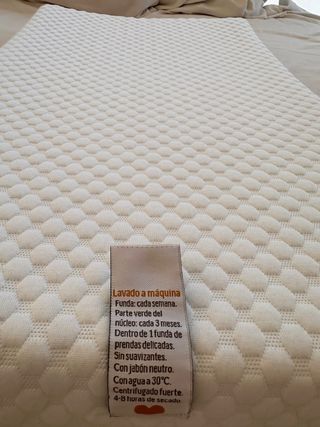 Lavado a máquina
Funda: cada semana.
Parte verde del
núcleo: cada 3 meses.
Dentro de 1 funda de
prendas delicadas.
Sin suavizantes.
Con jabón neutro.
Con agua a 30°C.
Centrifugado fuerte.
4-8 horas de secado.